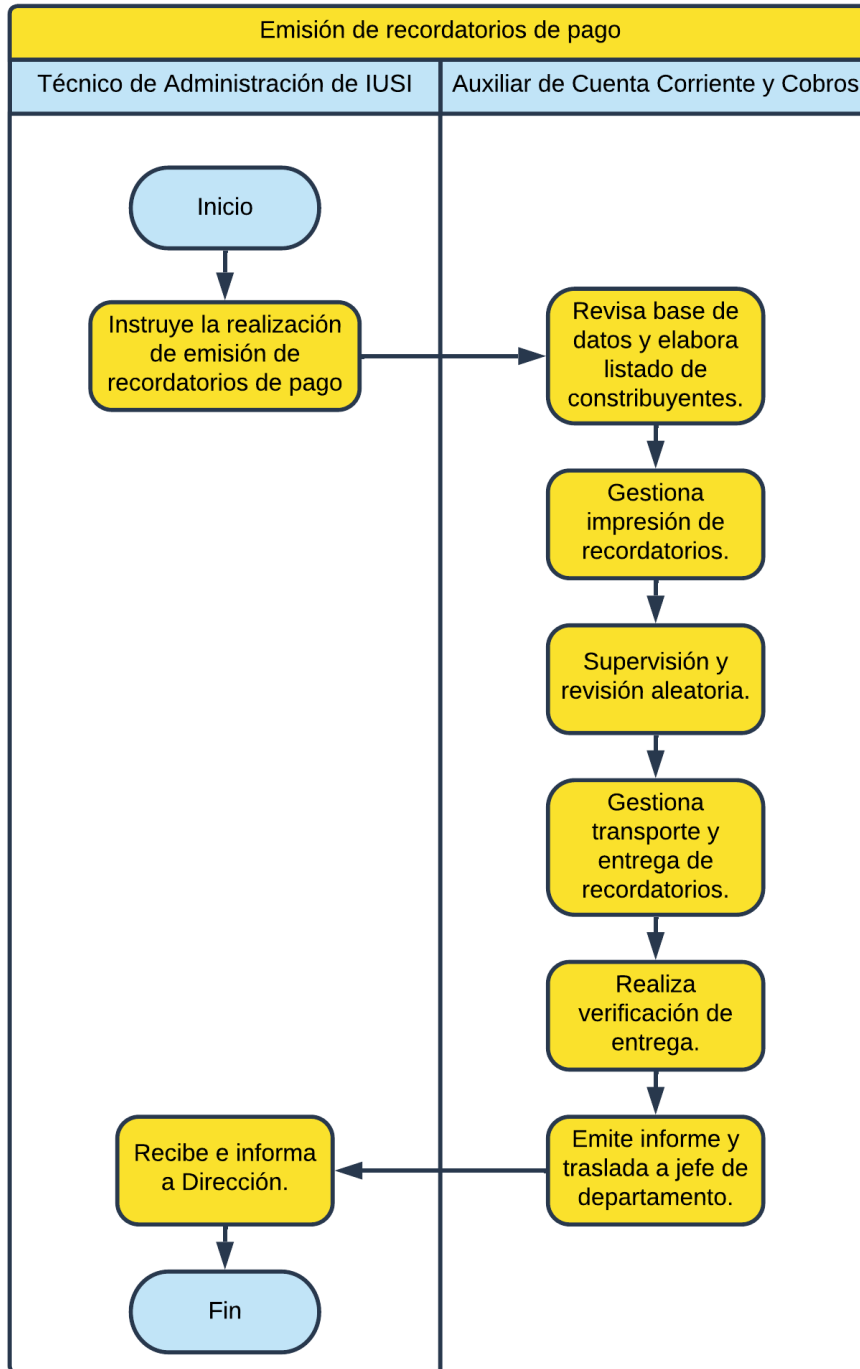 Emisión de recordatorios de pago
Técnico de Administración de IUSI
Auxiliar de Cuenta Corriente y Cobros
Inicio
Instruye la realización
de emisión de
recordatorios de pago
Revisa base de
datos y elabora
listado de
constribuyentes.
Gestiona
impresión de
recordatorios.
Supervisión y
revisión aleatoria.
Gestiona
transporte y
entrega de
recordatorios.
Realiza
verificación de
entrega.
Emite informe y
traslada a jefe de
departamento.
Recibe e informa
a Dirección.
Fin